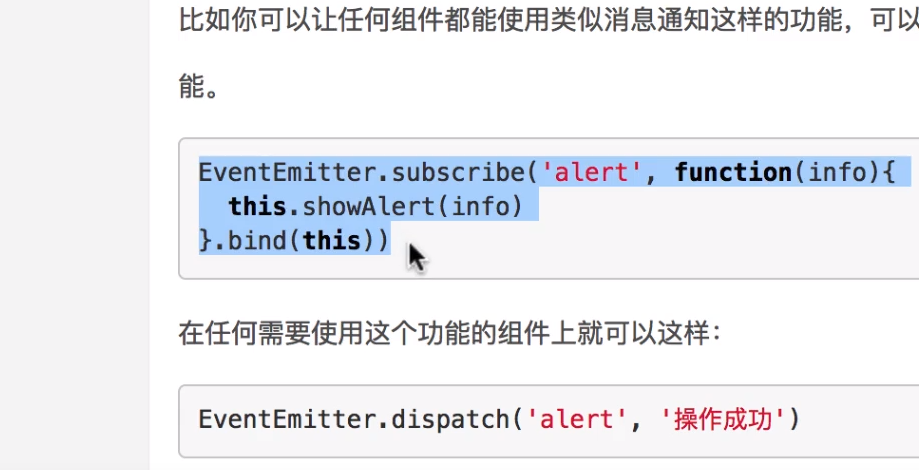 比如你可以让任何组件都能使用类似消息通知这样的功能，可以
能。
EventEmitter.subscribe('alert', function(info){
  this.showAlert(info)
}.bind(this))
在任何需要使用这个功能的组件上就可以这样：
EventEmitter.dispatch('alert', '操作成功')